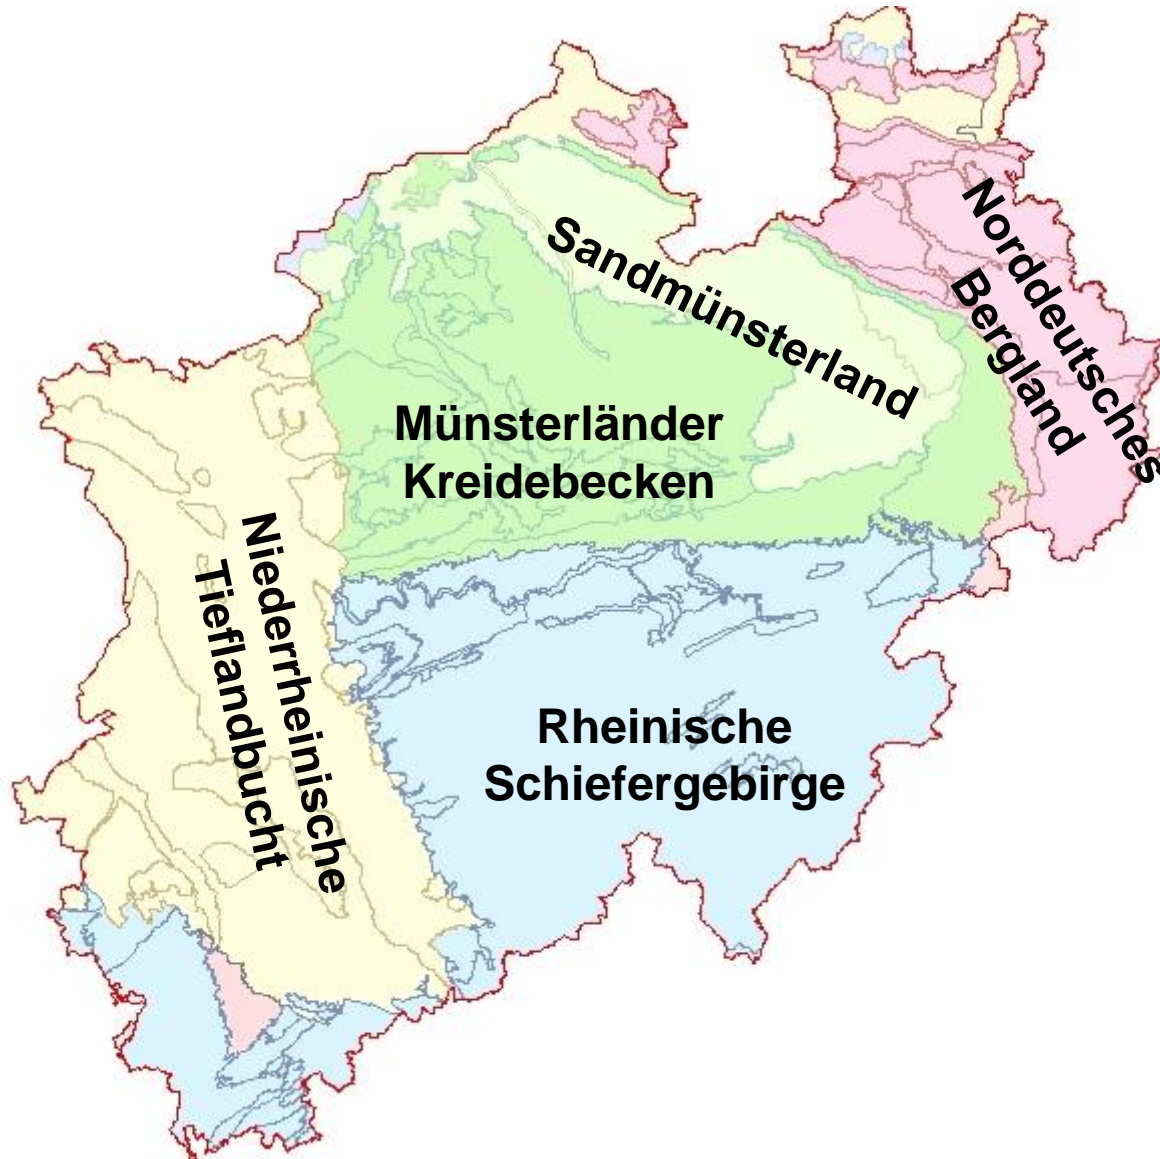 Norddeutsches
Bergland
Sandmünsterland
Münsterländer
Kreidebecken
Niederrheinische
Tieflandbucht
Rheinische
Schiefergebirge